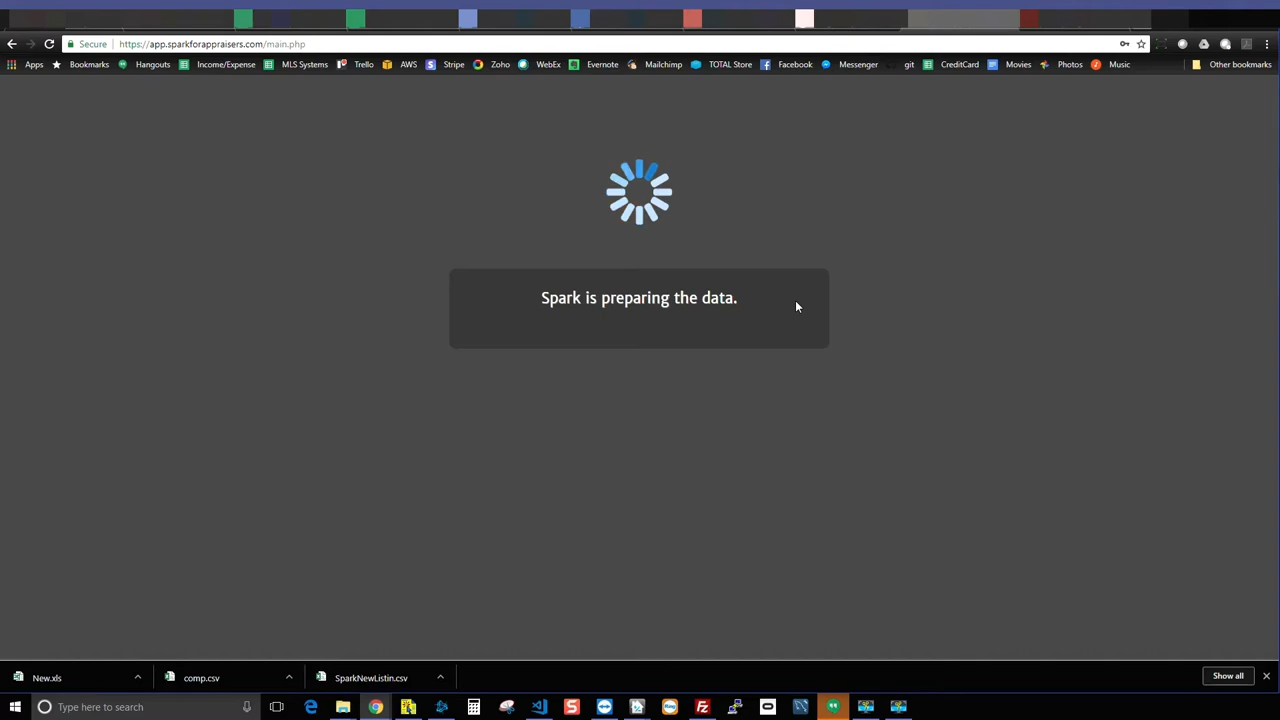 Secure
https://app.sparkforappraisers.com/main.php
Apps Bookmarks Hangouts Income/Expense MLS Systems Trello AWS Stripe Zoho WebEx Evernote Mailchimp TOTAL Store Facebook Messenger git CreditCard Movies Photos Music Other bookmarks
Spark is preparing the data.
New.xls comp.csv SparkNewListin.csv Show all
Type here to search